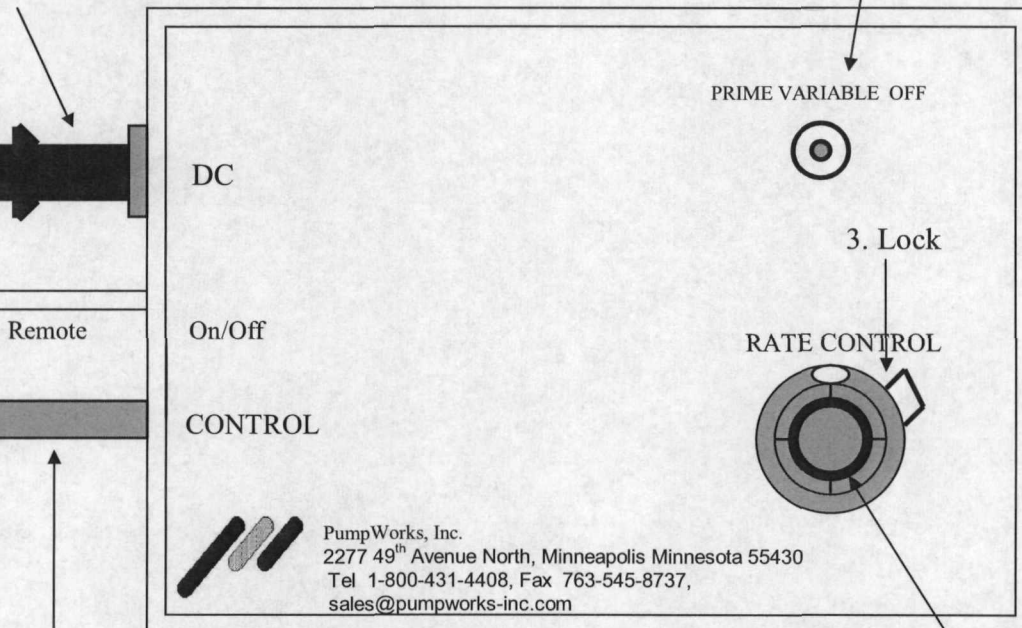 PRIME VARIABLE OFF
DC
3. Lock
Remote
On/Off
RATE CONTROL
CONTROL
PumpWorks, Inc.
2277 49th Avenue North, Minneapolis Minnesota 55430
Tel 1-800-431-4408, Fax 763-545-8737,
sales@pumpworks-inc.com